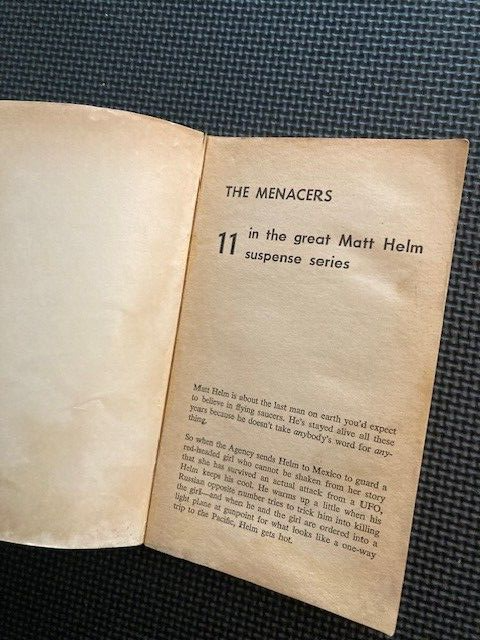 THE MENACERS
11 in the great Matt Helm
suspense series
Matt Helm is about the last man on earth you'd expect
to believe in flying saucers. He's stayed alive all these
years because he doesn't take anybody's word for any-
thing.
So when the Agency sends Helm to Mexico to guard a
red-headed girl who cannot be shaken from her story
that she has survived an actual attack from a UFO,
Helm keeps his cool. He warms up a little when his
Russian opposite number tries to trick him into killing
the girl—and when he and the girl are ordered into a
light plane at gunpoint for what looks like a one-way
trip to the Pacific, Helm gets hot.